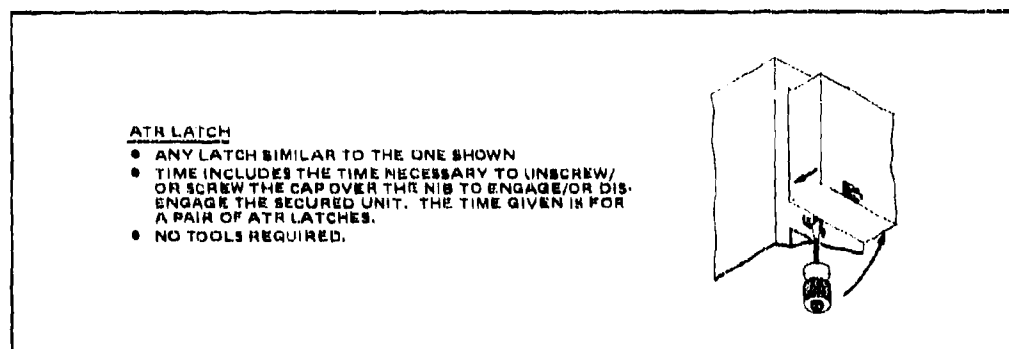 ATR LATCH
● ANY LATCH SIMILAR TO THE ONE SHOWN
● TIME INCLUDES THE TIME NECESSARY TO UNSCREW/
OR SCREW THE CAP OVER THE NIB TO ENGAGE/OR DIS-
ENGAGE THE SECURED UNIT. THE TIME GIVEN IS FOR
A PAIR OF ATR LATCHES.
● NO TOOLS REQUIRED.